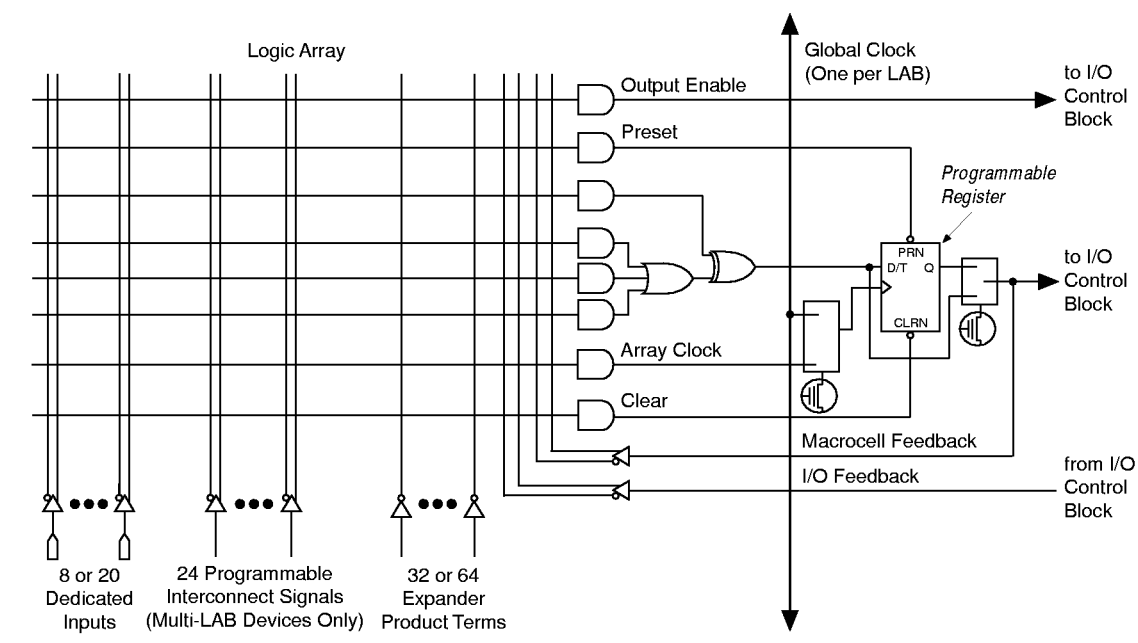 Logic Array
Global Clock
(One per LAB)
to I/O
Control
Block
Output Enable
Preset
Programmable
Register
PRN
D/T
Q
CLRN
to I/O
Control
Block
Array Clock
Clear
Macrocell Feedback
I/O Feedback
from I/O
Control
Block
8 or 20
Dedicated
Inputs
24 Programmable
Interconnect Signals
(Multi-LAB Devices Only)
32 or 64
Expander
Product Terms